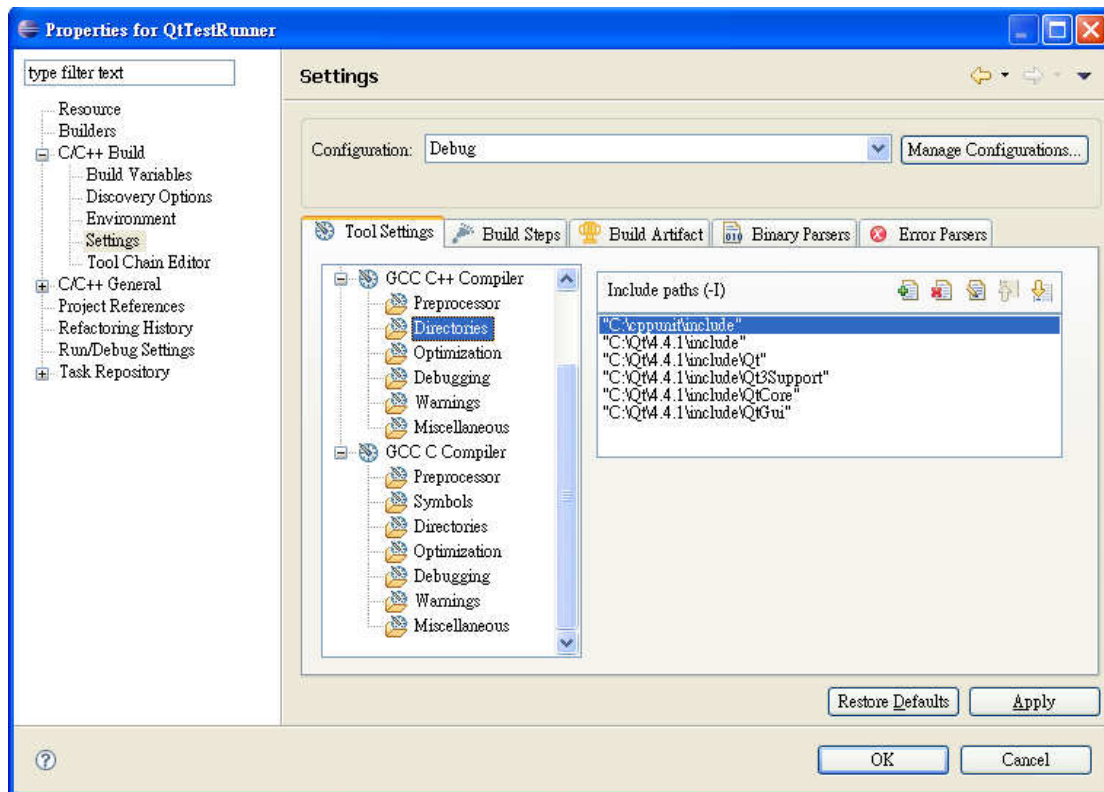 Properties for QtTestRunner
type filter text
Resource
Builders
C/C++ Build
Build Variables
Discovery Options
Environment
Settings
Tool Chain Editor
C/C++ General
Project References
Refactoring History
Run/Debug Settings
Task Repository
Settings
Configuration: Debug Manage Configurations...
Tool Settings Build Steps Build Artifact Binary Parsers Error Parsers
GCC C++ Compiler
Preprocessor
Directories
Optimization
Debugging
Warnings
Miscellaneous
GCC C Compiler
Preprocessor
Symbols
Directories
Optimization
Debugging
Warnings
Miscellaneous
Include paths (-I)
"C:\cppunit\include"
"C:\Qt\4.4.1\include"
"C:\Qt\4.4.1\include\Qt"
"C:\Qt\4.4.1\include\Qt3Support"
"C:\Qt\4.4.1\include\QtCore"
"C:\Qt\4.4.1\include\QtGui"
Restore Defaults Apply
OK Cancel